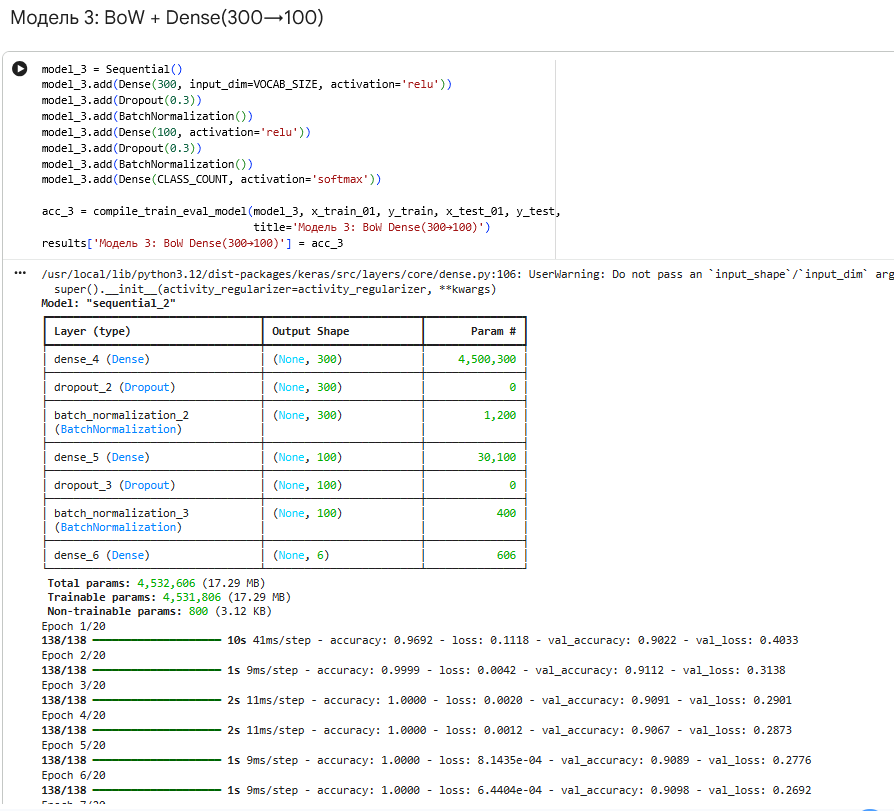 Модель 3: BoW + Dense(300→100)
model_3 = Sequential()
model_3.add(Dense(300, input_dim=VOCAB_SIZE, activation='relu'))
model_3.add(Dropout(0.3))
model_3.add(BatchNormalization())
model_3.add(Dense(100, activation='relu'))
model_3.add(Dropout(0.3))
model_3.add(BatchNormalization())
model_3.add(Dense(CLASS_COUNT, activation='softmax'))
acc_3 = compile_train_eval_model(model_3, x_train_01, y_train, x_test_01, y_test,
title='Модель 3: BoW Dense(300→100)')
results['Модель 3: BoW Dense(300→100)'] = acc_3
/usr/local/lib/python3.12/dist-packages/keras/src/layers/core/dense.py:106: UserWarning: Do not pass an `input_shape`/`input_dim` arg
super().__init__(activity_regularizer=activity_regularizer, **kwargs)
Model: "sequential_2"
Layer (type) Output Shape Param #
dense_4 (Dense) (None, 300) 4,500,300
dropout_2 (Dropout) (None, 300) 0
batch_normalization_2 (None, 300) 1,200
(BatchNormalization)
dense_5 (Dense) (None, 100) 30,100
dropout_3 (Dropout) (None, 100) 0
batch_normalization_3 (None, 100) 400
(BatchNormalization)
dense_6 (Dense) (None, 6) 606
Total params: 4,532,606 (17.29 MB)
Trainable params: 4,531,806 (17.29 MB)
Non-trainable params: 800 (3.12 KB)
Epoch 1/20
138/138 10s 41ms/step - accuracy: 0.9692 - loss: 0.1118 - val_accuracy: 0.9022 - val_loss: 0.4033
Epoch 2/20
138/138 1s 9ms/step - accuracy: 0.9999 - loss: 0.0042 - val_accuracy: 0.9112 - val_loss: 0.3138
Epoch 3/20
138/138 2s 11ms/step - accuracy: 1.0000 - loss: 0.0020 - val_accuracy: 0.9091 - val_loss: 0.2901
Epoch 4/20
138/138 2s 11ms/step - accuracy: 1.0000 - loss: 0.0012 - val_accuracy: 0.9067 - val_loss: 0.2873
Epoch 5/20
138/138 1s 9ms/step - accuracy: 1.0000 - loss: 8.1435e-04 - val_accuracy: 0.9089 - val_loss: 0.2776
Epoch 6/20
138/138 1s 9ms/step - accuracy: 1.0000 - loss: 6.4404e-04 - val_accuracy: 0.9098 - val_loss: 0.2692
Epoch 7/20